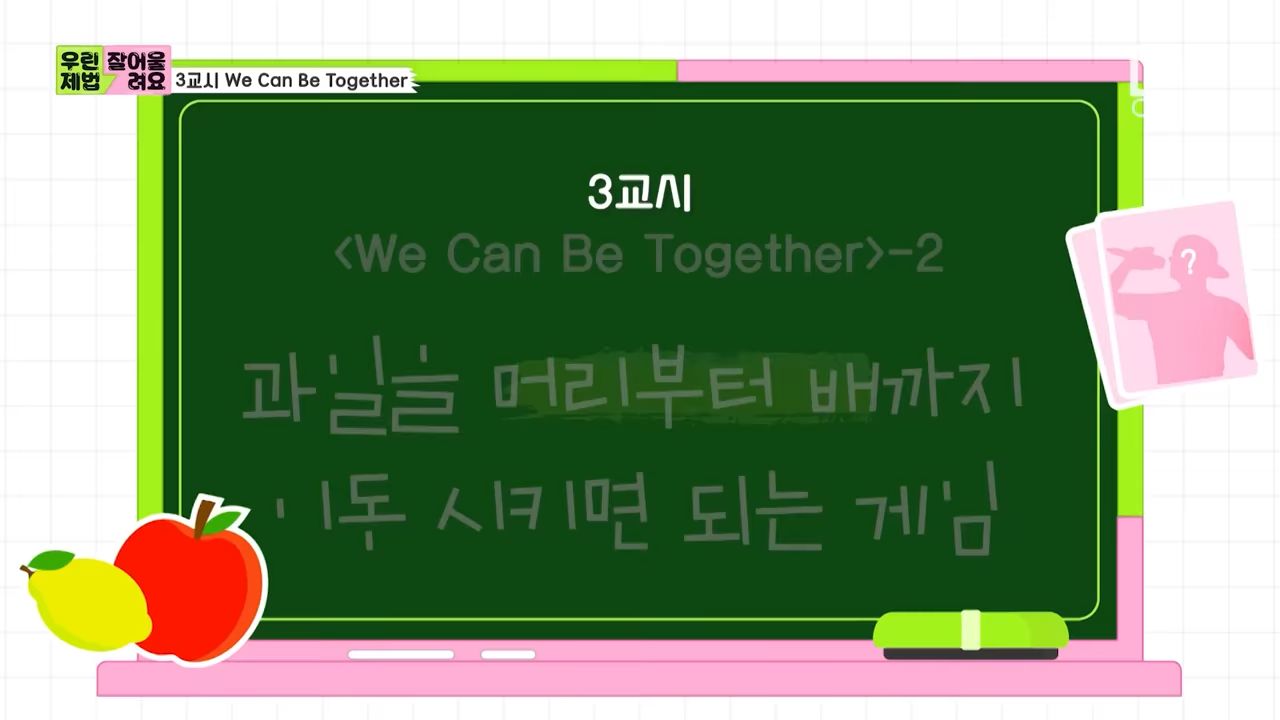 우린 잘어울
제법 려요
3교시 We Can Be Together
3교시
<We Can Be Together>-2
?
과일을 머리부터 배까지
이동 시키면 되는 게임